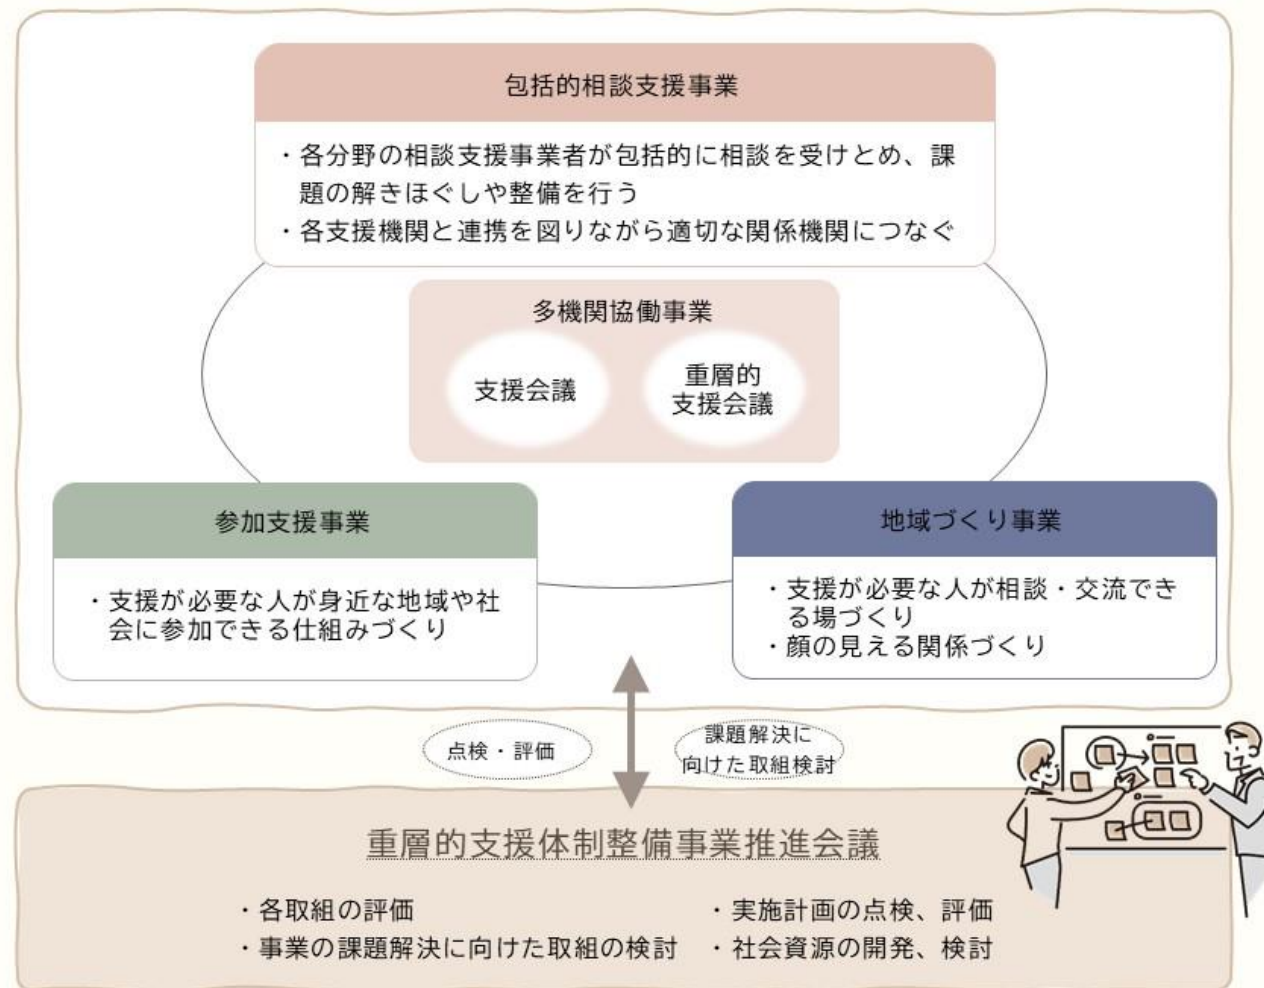 包括的相談支援事業
・各分野の相談支援事業者が包括的に相談を受けとめ、課
題の解きほぐしや整備を行う
・各支援機関と連携を図りながら適切な関係機関につなぐ
多機関協働事業
支援会議
重層的
支援会議
参加支援事業
・支援が必要な人が身近な地域や社
会に参加できる仕組みづくり
地域づくり事業
・支援が必要な人が相談・交流でき
る場づくり
・顔の見える関係づくり
点検・評価
課題解決に
向けた取組検討
重層的支援体制整備事業推進会議
・各取組の評価
・事業の課題解決に向けた取組の検討
・実施計画の点検、評価
・社会資源の開発、検討